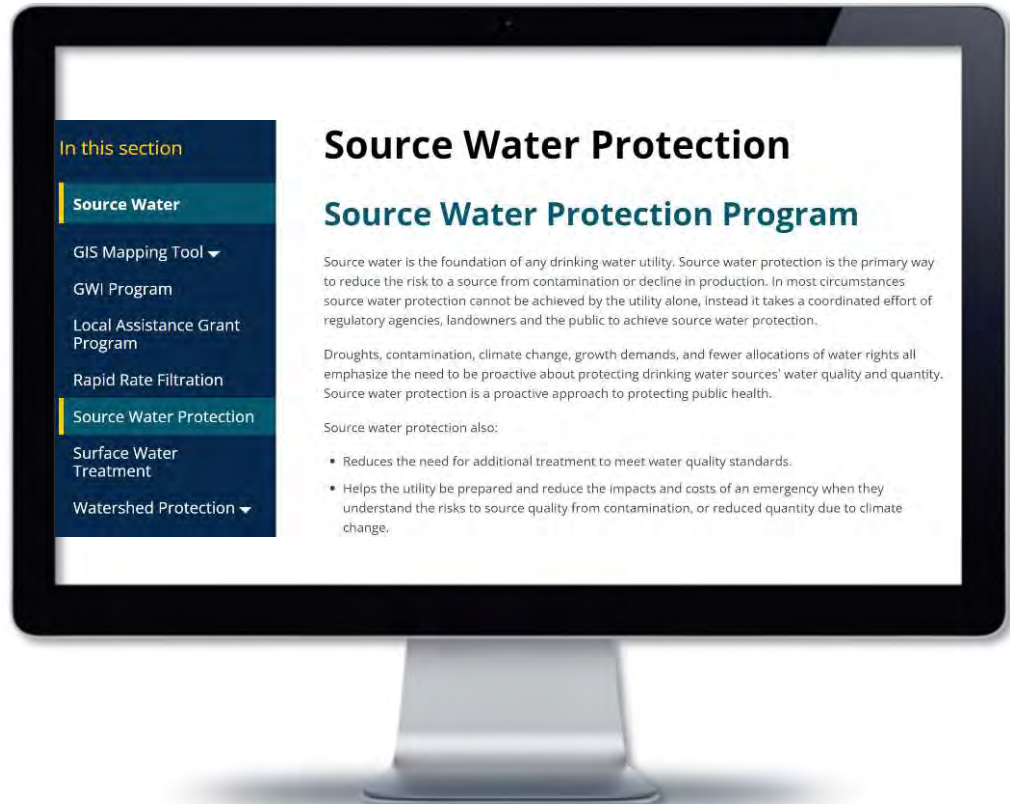 In this section
Source Water
GIS Mapping Tool
GWI Program
Local Assistance Grant
Program
Rapid Rate Filtration
Source Water Protection
Surface Water
Treatment
Watershed Protection
Source Water Protection
Source Water Protection Program
Source water is the foundation of any drinking water utility. Source water protection is the primary way
to reduce the risk to a source from contamination or decline in production. In most circumstances
source water protection cannot be achieved by the utility alone, instead it takes a coordinated effort of
regulatory agencies, landowners and the public to achieve source water protection.
Droughts, contamination, climate change, growth demands, and fewer allocations of water rights all
emphasize the need to be proactive about protecting drinking water sources' water quality and quantity.
Source water protection is a proactive approach to protecting public health.
Source water protection also:
• Reduces the need for additional treatment to meet water quality standards.
• Helps the utility be prepared and reduce the impacts and costs of an emergency when they
understand the risks to source quality from contamination, or reduced quantity due to climate
change.